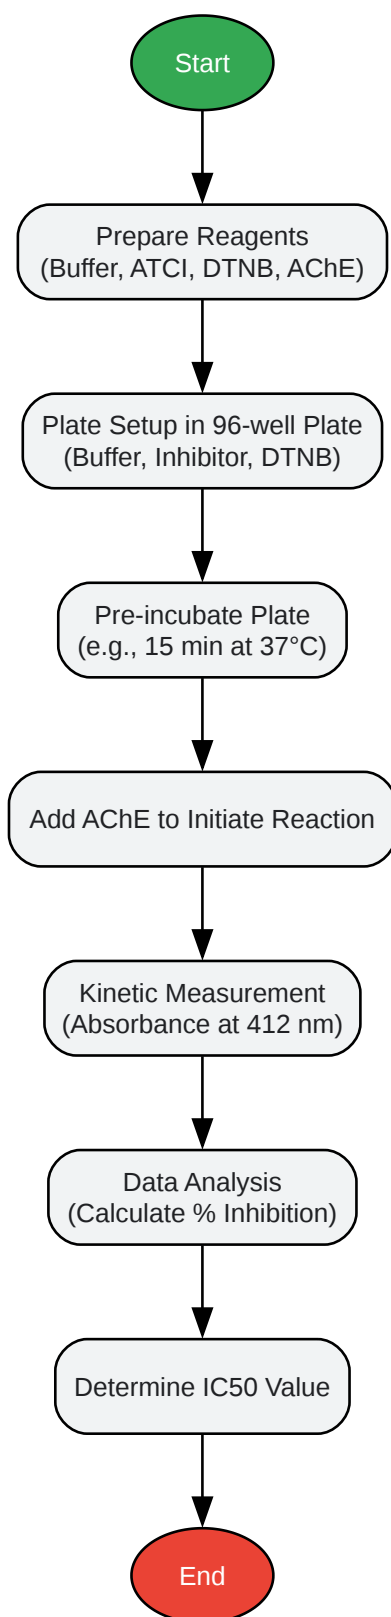 Start
Prepare Reagents
(Buffer, ATCI, DTNB, AChE)
Plate Setup in 96-well Plate
(Buffer, Inhibitor, DTNB)
Pre-incubate Plate
(e.g., 15 min at 37°C)
Add AChE to Initiate Reaction
Kinetic Measurement
(Absorbance at 412 nm)
Data Analysis
(Calculate % Inhibition)
Determine IC50 Value
End